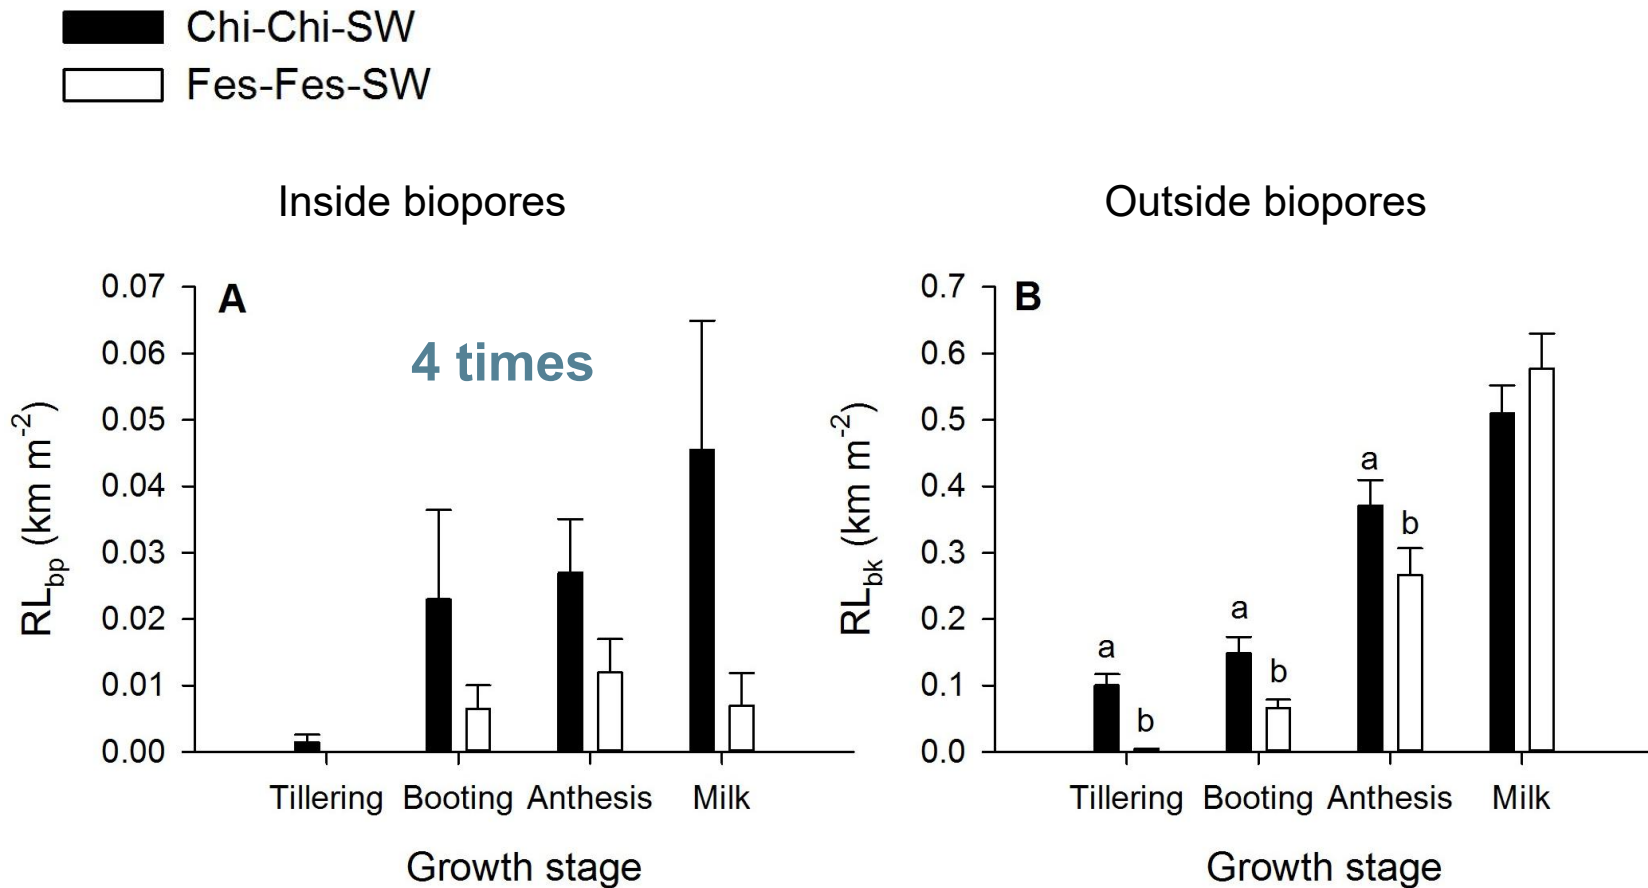 Chi-Chi-SW
Fes-Fes-SW
Inside biopores
Outside biopores
A
4 times
0.07
0.06
0.05
0.04
0.03
0.02
0.01
0.00
RLbp (km m-2)
Tillering Booting Anthesis Milk
Growth stage
B
0.7
0.6
0.5
0.4
0.3
0.2
0.1
0.0
RLbk (km m-2)
a
b
a
b
a
b
Tillering Booting Anthesis Milk
Growth stage